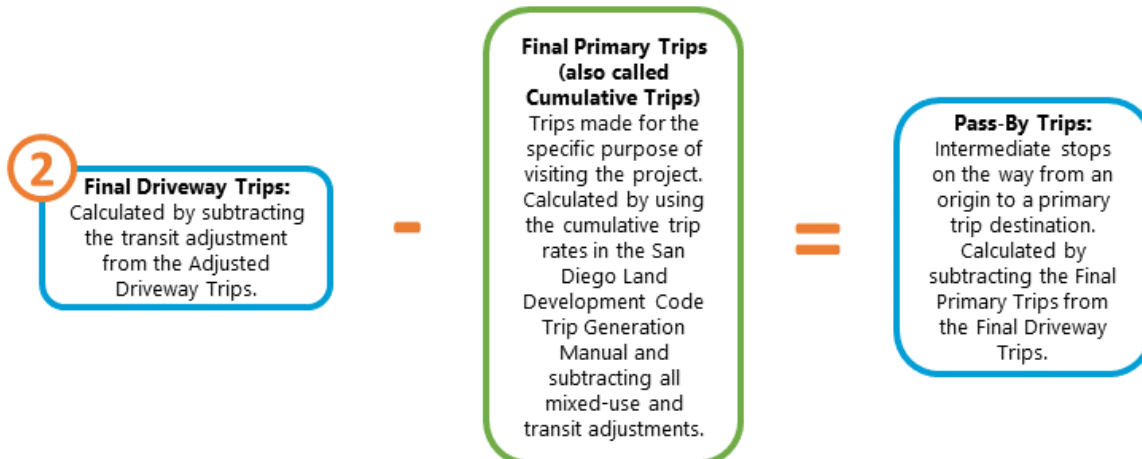 2
Final Driveway Trips:
Calculated by subtracting
the transit adjustment
from the Adjusted
Driveway Trips.
-
Final Primary Trips
(also called
Cumulative Trips)
Trips made for the
specific purpose of
visiting the project.
Calculated by using
the cumulative trip
rates in the San
Diego Land
Development Code
Trip Generation
Manual and
subtracting all
mixed-use and
transit adjustments.
=
Pass-By Trips:
Intermediate stops
on the way from an
origin to a primary
trip destination.
Calculated by
subtracting the Final
Primary Trips from
the Final Driveway
Trips.